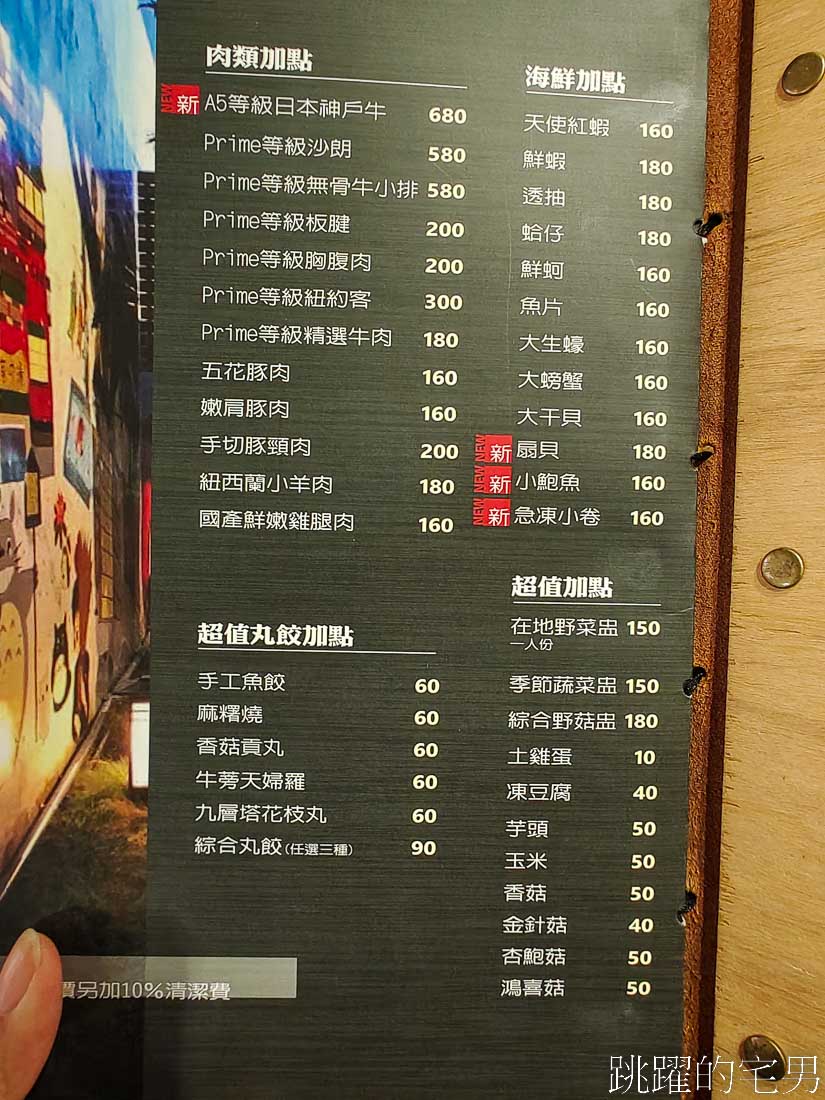 肉類加點
NEW 新 A5等級日本神戶牛 680
Prime等級沙朗 580
Prime等級無骨牛小排 580
Prime等級板腱 200
Prime等級胸腹肉 200
Prime等級紐約客 300
Prime等級精選牛肉 180
五花豚肉 160
嫩肩豚肉 160
手切豚頸肉 200
紐西蘭小羊肉 180
國產鮮嫩雞腿肉 160
超值丸餃加點
手工魚餃 60
麻糬燒 60
香菇貢丸 60
牛蒡天婦羅 60
九層塔花枝丸 60
綜合丸餃(任選三種) 90
海鮮加點
天使紅蝦 160
鮮蝦 180
透抽 180
蛤仔 180
鮮蚵 160
魚片 160
大生蠔 160
大螃蟹 160
大干貝 160
NEW 新 扇貝 180
NEW 新 小鮑魚 160
NEW 新 急凍小卷 160
超值加點
在地野菜盅 150
一人份
季節蔬菜盅 150
綜合野菇盅 180
土雞蛋 10
凍豆腐 40
芋頭 50
玉米 50
香菇 50
金針菇 40
杏鮑菇 50
鴻喜菇 50
價另加10%清潔費
跳躍的宅男